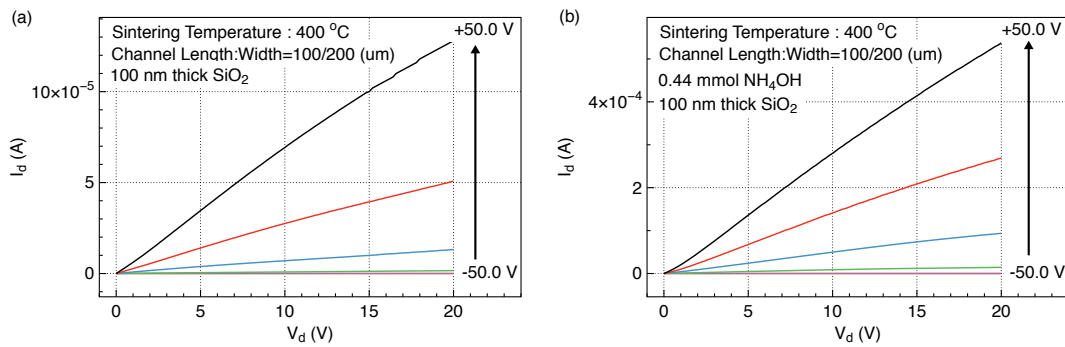 (a)
Sintering Temperature : 400 °C
Channel Length:Width=100/200 (um)
100 nm thick SiO₂
+50.0 V
-50.0 V
10×10⁻⁵
5
0
I_d (A)
0 5 10 15 20
V_d (V)
(b)
Sintering Temperature : 400 °C
Channel Length:Width=100/200 (um)
0.44 mmol NH₄OH
100 nm thick SiO₂
+50.0 V
-50.0 V
4×10⁻⁴
2
0
I_d (A)
0 5 10 15 20
V_d (V)